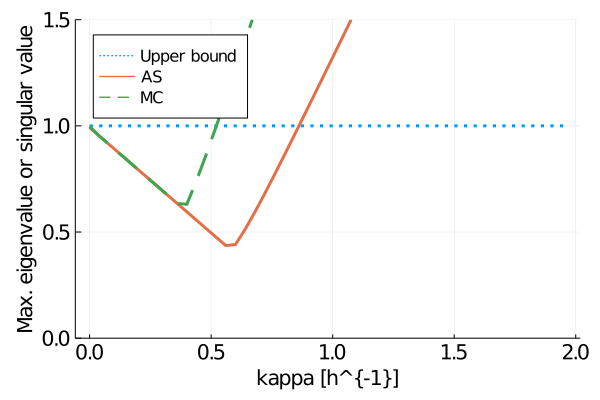 Max. eigenvalue or singular value
1.5
1.0
0.5
0.0
Upper bound
AS
MC
0.0 0.5 1.0 1.5 2.0
kappa [h^{-1}]